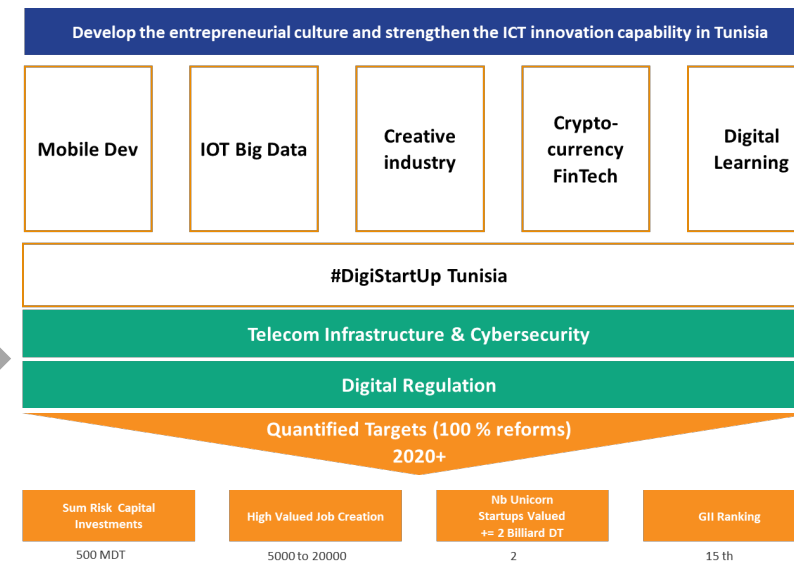 Develop the entrepreneurial culture and strengthen the ICT innovation capability in Tunisia
Mobile Dev
IOT Big Data
Creative
industry
Crypto-
currency
FinTech
Digital
Learning
#DigiStartUp Tunisia
Telecom Infrastructure & Cybersecurity
Digital Regulation
Quantified Targets (100 % reforms)
2020+
Sum Risk Capital
Investments
High Valued Job Creation
Nb Unicorn
Startups Valued
+= 2 Billiard DT
GII Ranking
500 MDT
5000 to 20000
2
15 th